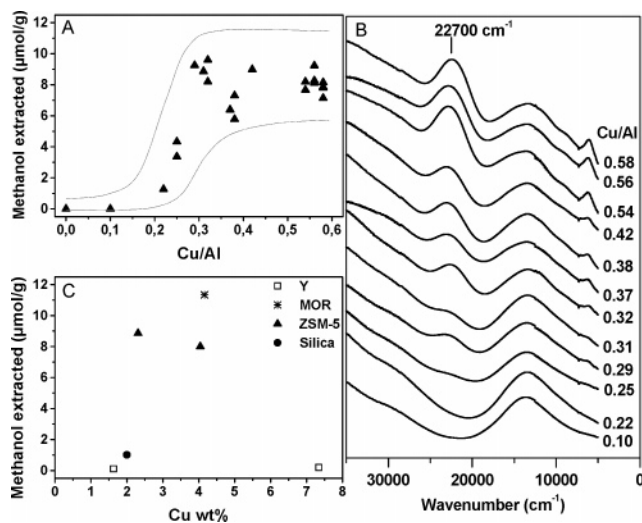 A
Methanol extracted (µmol/g)
12
10
8
6
4
2
0
0,0 0,1 0,2 0,3 0,4 0,5 0,6
Cu/Al
B
22700 cm⁻¹
Cu/Al
0.58
0.56
0.54
0.42
0.38
0.37
0.32
0.31
0.29
0.25
0.22
0.10
30000 20000 10000 0
Wavenumber (cm⁻¹)
C
Y
MOR
ZSM-5
Silica
Methanol extracted (µmol/g)
12
10
8
6
4
2
0
0 1 2 3 4 5 6 7 8
Cu wt%